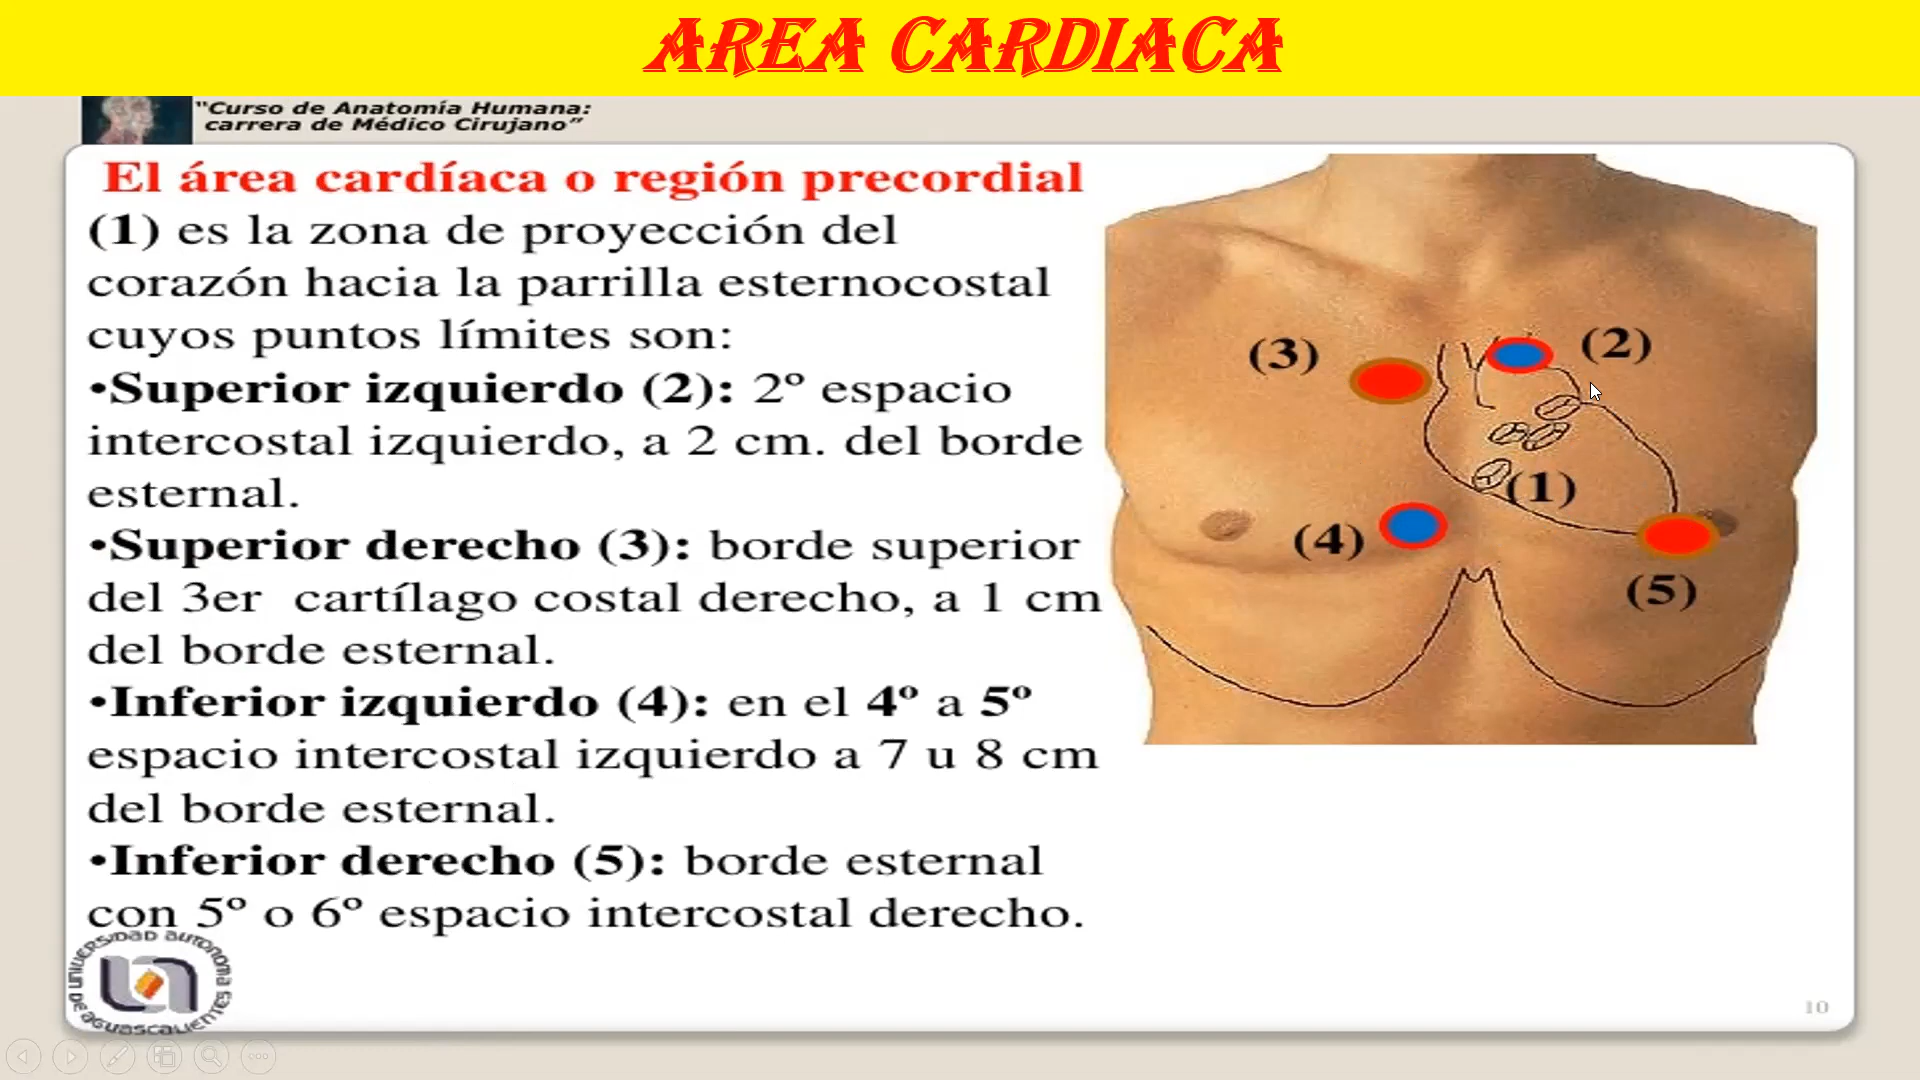 AREA CARDIACA
"Curso de Anatomía Humana:
carrera de Médico Cirujano"
El área cardíaca o región precordial
(1) es la zona de proyección del
corazón hacia la parrilla esternocostal
cuyos puntos límites son:
•Superior izquierdo (2): 2º espacio
intercostal izquierdo, a 2 cm. del borde
esternal.
•Superior derecho (3): borde superior
del 3er cartílago costal derecho, a 1 cm
del borde esternal.
•Inferior izquierdo (4): en el 4º a 5º
espacio intercostal izquierdo a 7 u 8 cm
del borde esternal.
•Inferior derecho (5): borde esternal
con 5º o 6º espacio intercostal derecho.
(3)
(2)
(1)
(4)
(5)
UNIVERSIDAD AUTONOMA
DE AGUASCALIENTES
10